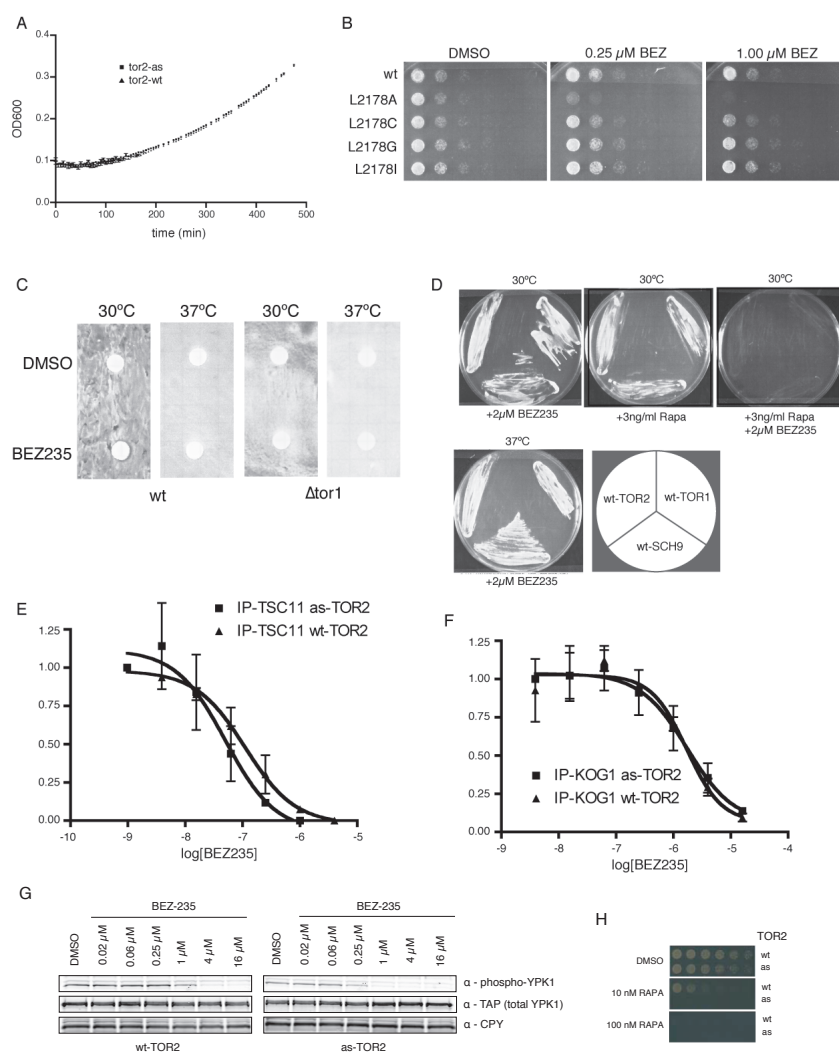 A
0.4
0.3
0.2
0.1
0.0
0
100
200
300
400
500
OD600
time (min)
tor2-as
tor2-wt
B
DMSO
0.25 µM BEZ
1.00 µM BEZ
wt
L2178A
L2178C
L2178G
L2178I
C
30ºC
37ºC
30ºC
37ºC
DMSO
BEZ235
wt
Δtor1
D
30ºC
30ºC
30ºC
+2µM BEZ235
+3ng/ml Rapa
+3ng/ml Rapa
+2µM BEZ235
37ºC
+2µM BEZ235
wt-TOR2
wt-TOR1
wt-SCH9
E
IP-TSC11 as-TOR2
IP-TSC11 wt-TOR2
1.25
1.00
0.75
0.50
0.25
0.00
-10
-9
-8
-7
-6
-5
log[BEZ235]
F
1.25
1.00
0.75
0.50
0.25
0.00
IP-KOG1 as-TOR2
IP-KOG1 wt-TOR2
-9
-8
-7
-6
-5
-4
log[BEZ235]
G
BEZ-235
BEZ-235
DMSO
0.02 µM
0.06 µM
0.25 µM
1 µM
4 µM
16 µM
DMSO
0.02 µM
0.06 µM
0.25 µM
1 µM
4 µM
16 µM
α - phospho-YPK1
α - TAP (total YPK1)
α - CPY
wt-TOR2
as-TOR2
H
TOR2
DMSO
wt
as
10 nM RAPA
wt
as
100 nM RAPA
wt
as